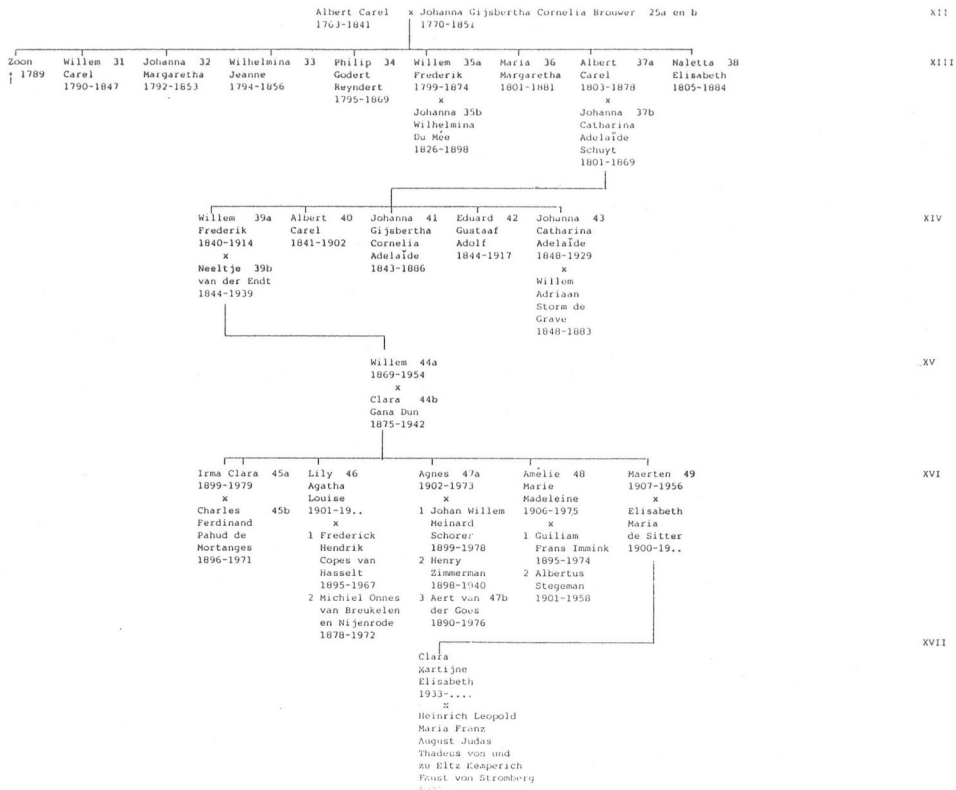 Albert Carel x Johanna Gijsbertha Cornelia Brouwer 25a en b XII
1763-1841 1770-1851
Zoon Willem 31 Johanna 32 Wilhelmina 33 Philip 34 Willem 35a Maria 36 Albert 37a Naletta 38 XIII
† 1789 Carel Margaretha Jeanne Godert Frederik Margaretha Carel Elisabeth
1790-1847 1792-1853 1794-1856 Reyndert 1799-1874 1801-1881 1803-1878 1805-1884
1795-1869 x x
Johanna 35b Johanna 37b
Wilhelmina Catharina
Du Mée Adelaïde
1826-1898 Schuyt
1801-1869
Willem 39a Albert 40 Johanna 41 Eduard 42 Johanna 43 XIV
Frederik Carel Gijsbertha Gustaaf Catharina
1840-1914 1841-1902 Cornelia Adolf Adelaïde
x Adelaïde 1844-1917 1848-1929
Neeltje 39b 1843-1886 x
van der Endt Willem
1844-1939 Adriaan
Storm de
Grave
1848-1883
Willem 44a XV
1869-1954
x
Clara 44b
Gana Dun
1875-1942
Irma Clara 45a Lily 46 Agnes 47a Amélie 48 Maerten 49 XVI
1899-1979 Agatha 1902-1973 Marie 1907-1956
x Louise x Madeleine x
Charles 45b 1901-19.. 1 Johan Willem 1906-1975 Elisabeth
Ferdinand x Meinard x Maria
Pahud de 1 Frederick Schorer 1 Guiliam de Sitter
Mortanges Hendrik 1899-1978 Frans Immink 1900-19..
1896-1971 Copes van 2 Henry 1895-1974
Hasselt Zimmerman 2 Albertus
1895-1967 1898-1940 Stegeman
2 Michiel Onnes 3 Aert van 47b 1901-1958
van Breukelen der Goes
en Nijenrode 1890-1976
1878-1972
XVII
Clara
Martijne
Elisabeth
1933-....
x
Heinrich Leopold
Maria Franz
August Judas
Thadeus von und
zu Eltz Kemperich
Faust von Stromberg